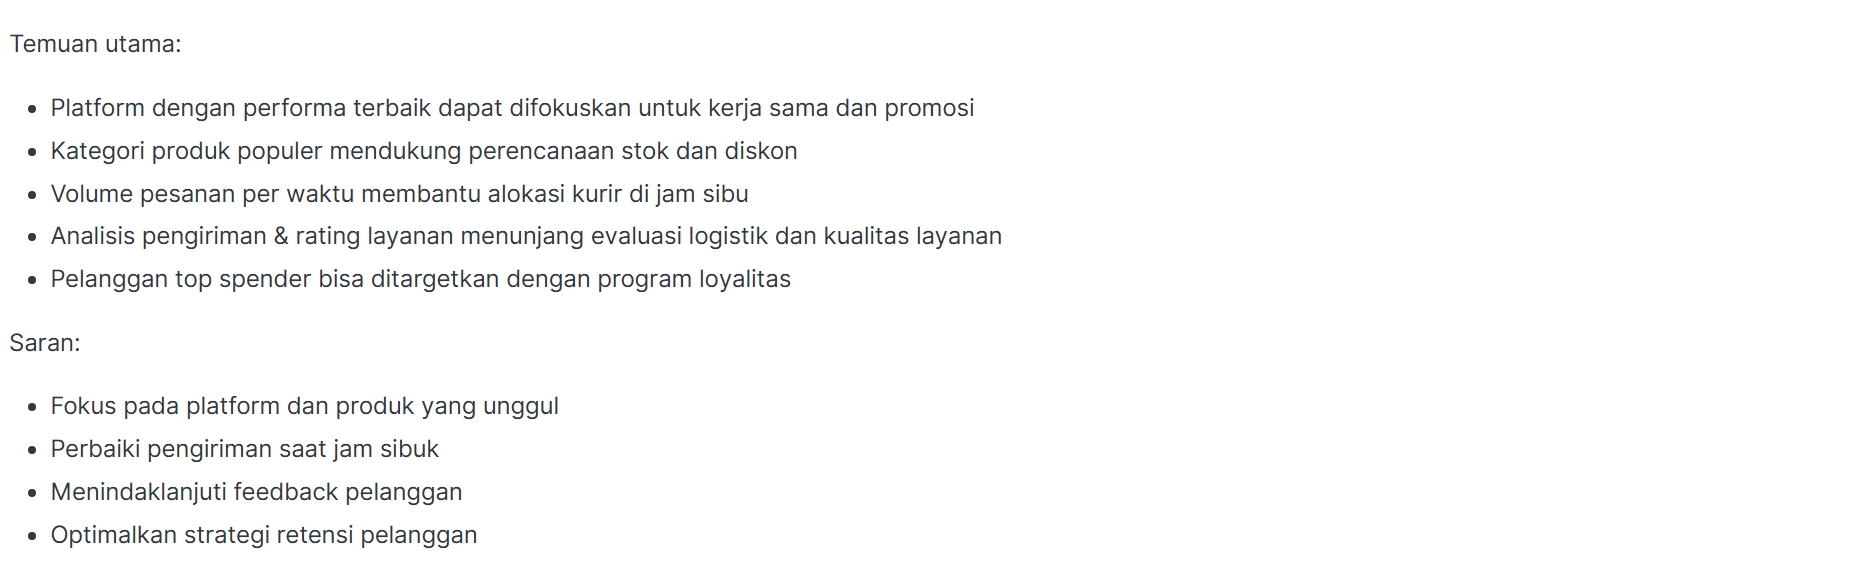 Temuan utama:
• Platform dengan performa terbaik dapat difokuskan untuk kerja sama dan promosi
• Kategori produk populer mendukung perencanaan stok dan diskon
• Volume pesanan per waktu membantu alokasi kurir di jam sibu
• Analisis pengiriman & rating layanan menunjang evaluasi logistik dan kualitas layanan
• Pelanggan top spender bisa ditargetkan dengan program loyalitas
Saran:
• Fokus pada platform dan produk yang unggul
• Perbaiki pengiriman saat jam sibuk
• Menindaklanjuti feedback pelanggan
• Optimalkan strategi retensi pelanggan